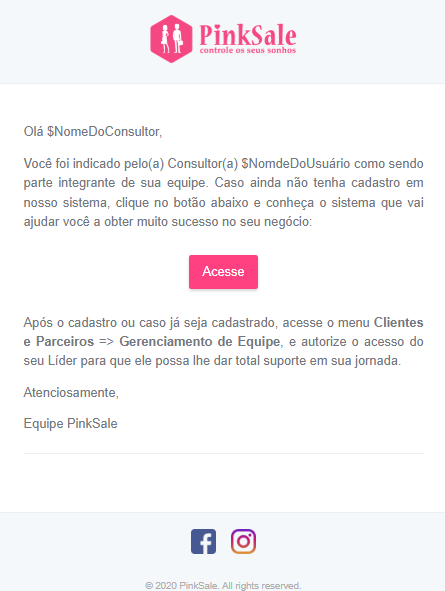 PinkSale
controle os seus sonhos
Olá $NomeDoConsultor,
Você foi indicado pelo(a) Consultor(a) $NomdeDoUsuário como sendo
parte integrante de sua equipe. Caso ainda não tenha cadastro em
nosso sistema, clique no botão abaixo e conheça o sistema que vai
ajudar você a obter muito sucesso no seu negócio:
Acesse
Após o cadastro ou caso já seja cadastrado, acesse o menu Clientes
e Parceiros => Gerenciamento de Equipe, e autorize o acesso do
seu Líder para que ele possa lhe dar total suporte em sua jornada.
Atenciosamente,
Equipe PinkSale
© 2020 PinkSale. All rights reserved.